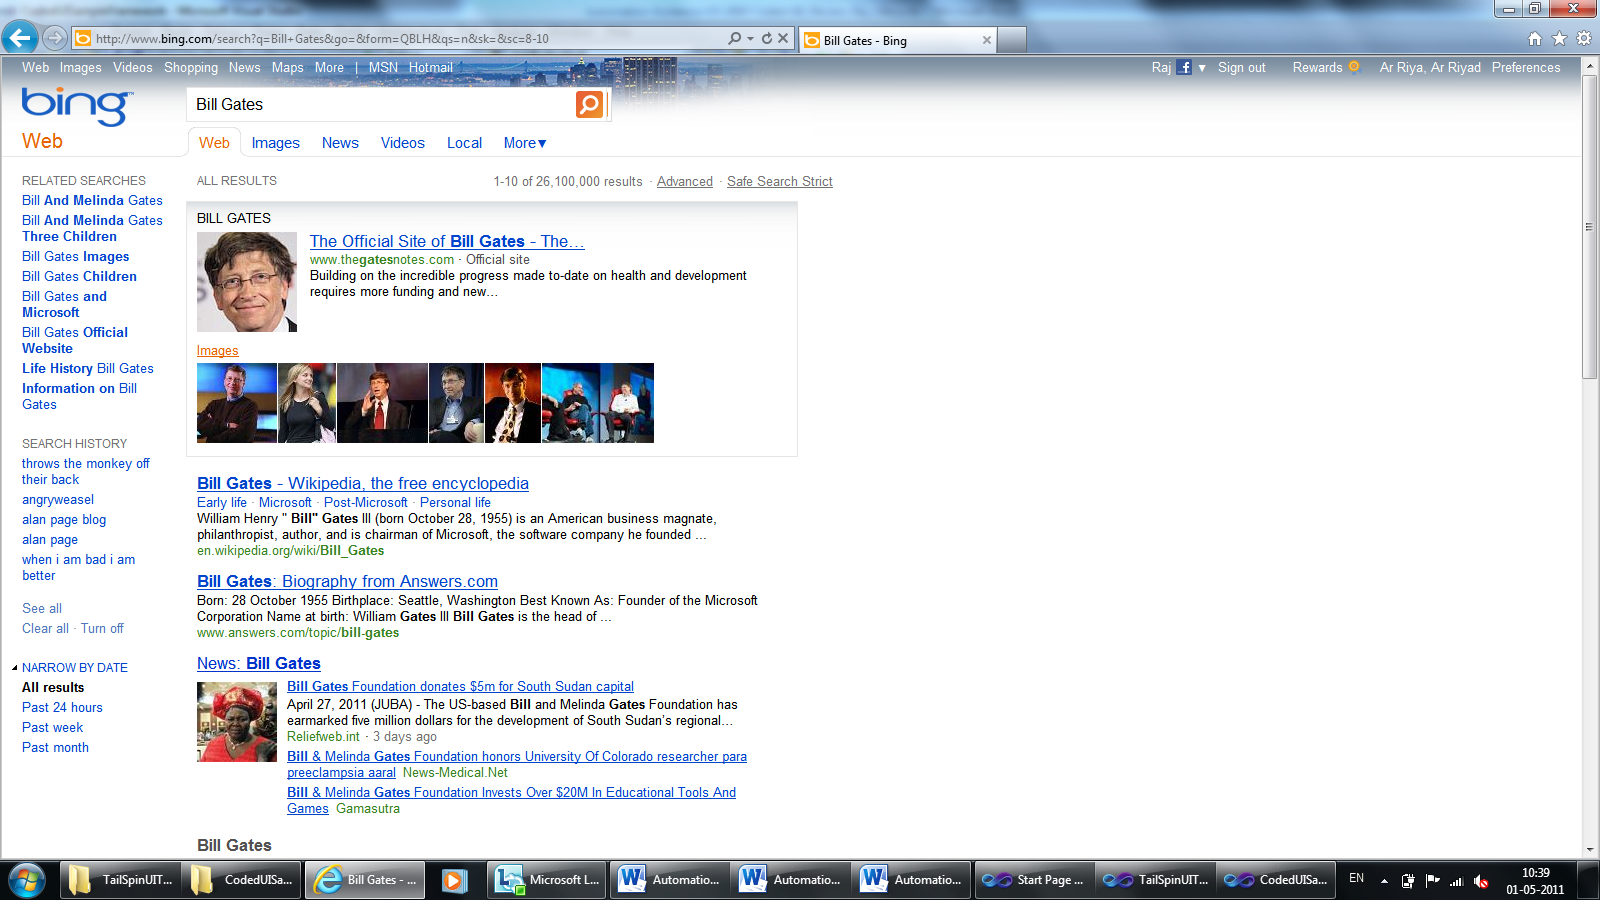 http://www.bing.com/search?q=Bill+Gates&go=&form=QBLH&qs=n&sk=&sc=8-10
Bill Gates - Bing
Web Images Videos Shopping News Maps More | MSN Hotmail
Raj Sign out Rewards Ar Riya, Ar Riyad Preferences
bing
Bill Gates
Web
Web Images News Videos Local More
RELATED SEARCHES
Bill And Melinda Gates
Bill And Melinda Gates
Three Children
Bill Gates Images
Bill Gates Children
Bill Gates and
Microsoft
Bill Gates Official
Website
Life History Bill Gates
Information on Bill
Gates
SEARCH HISTORY
throws the monkey off
their back
angryweasel
alan page blog
alan page
when i am bad i am
better
See all
Clear all · Turn off
NARROW BY DATE
All results
Past 24 hours
Past week
Past month
ALL RESULTS
1-10 of 26,100,000 results · Advanced · Safe Search Strict
BILL GATES
The Official Site of Bill Gates - The...
www.thegatesnotes.com · Official site
Building on the incredible progress made to-date on health and development
requires more funding and new...
Images
Bill Gates - Wikipedia, the free encyclopedia
Early life · Microsoft · Post-Microsoft · Personal life
William Henry " Bill" Gates III (born October 28, 1955) is an American business magnate,
philanthropist, author, and is chairman of Microsoft, the software company he founded ...
en.wikipedia.org/wiki/Bill_Gates
Bill Gates: Biography from Answers.com
Born: 28 October 1955 Birthplace: Seattle, Washington Best Known As: Founder of the Microsoft
Corporation Name at birth: William Gates III Bill Gates is the head of ...
www.answers.com/topic/bill-gates
News: Bill Gates
Bill Gates Foundation donates $5m for South Sudan capital
April 27, 2011 (JUBA) - The US-based Bill and Melinda Gates Foundation has
earmarked five million dollars for the development of South Sudan's regional...
Reliefweb.int · 3 days ago
Bill & Melinda Gates Foundation honors University Of Colorado researcher para
preeclampsia aaral News-Medical.Net
Bill & Melinda Gates Foundation Invests Over $20M In Educational Tools And
Games Gamasutra
Bill Gates
TailSpinUIT... CodedUISa... Bill Gates - ... Microsoft L... Automatio... Automatio... Automatio... Start Page ... TailSpinUIT... CodedUISa... EN 10:39
01-05-2011